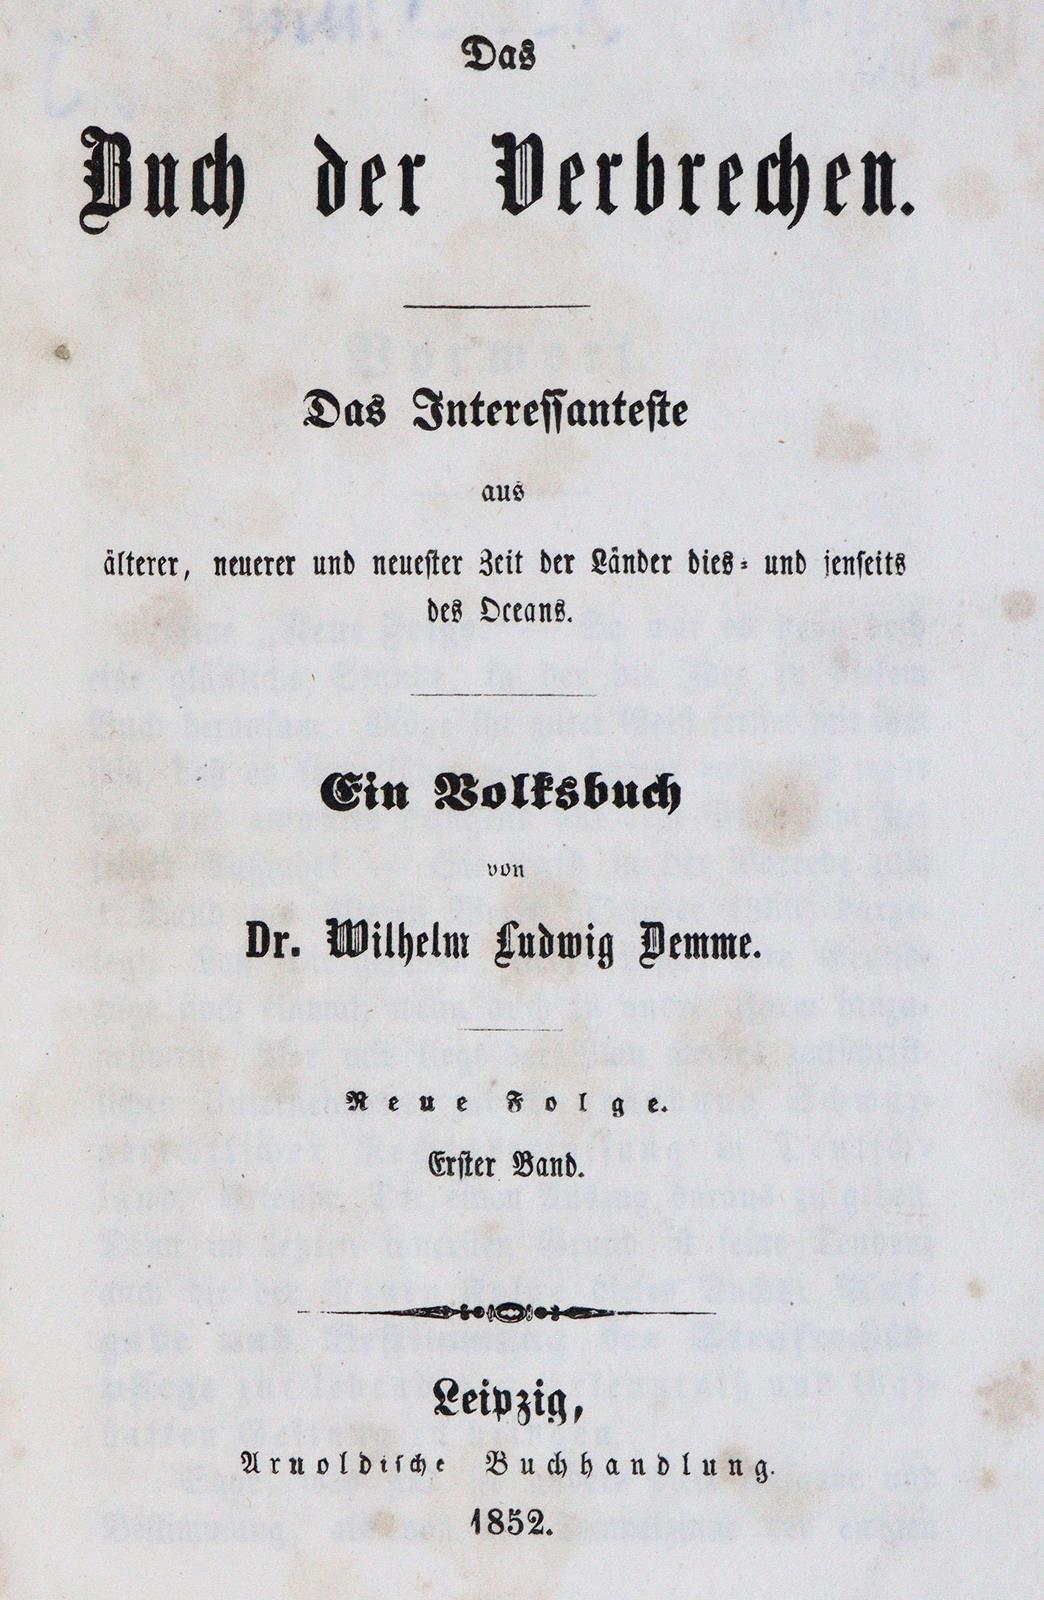 Das
Buch der Verbrechen.
Das Interessanteste
aus
älterer, neuerer und neuester Zeit der Länder dies- und jenseits
des Oceans.
Ein Volksbuch
von
Dr. Wilhelm Ludwig Demme.
Neue Folge.
Erster Band.
Leipzig,
Arnoldische Buchhandlung.
1852.